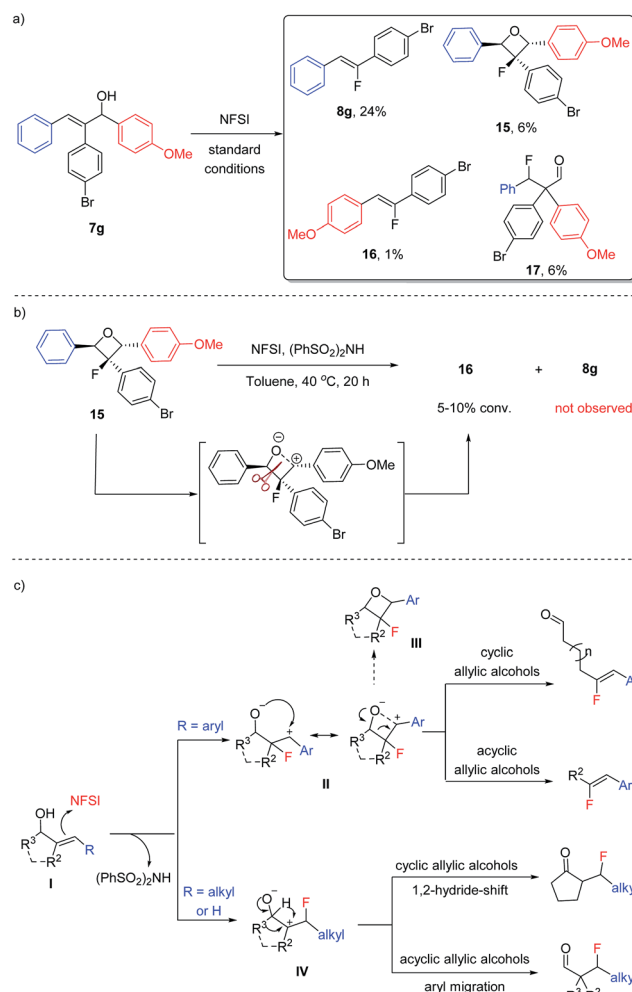 a)
OH
OMe
Br
7g
NFSI
standard
conditions
Br
F
8g, 24%
O
F
OMe
Br
15, 6%
Br
F
MeO
16, 1%
F
O
Ph
Br
OMe
17, 6%
b)
O
F
OMe
Br
15
NFSI, (PhSO2)2NH
Toluene, 40 °C, 20 h
16 + 8g
5-10% conv.
not observed
O
⊖
⊕
F
OMe
Br
c)
O
Ar
R3
R2
F
III
O
n
F
cyclic
allylic alcohols
R = aryl
O
⊖
+
R3
R2
F
Ar
II
O
⊖
+
R3
R2
F
Ar
acyclic
allylic alcohols
R2
F
Ar
OH
NFSI
R3
R2
R
I
(PhSO2)2NH
R = alkyl
or H
O
⊖
H
F
R3
+
R2
alkyl
IV
cyclic allylic alcohols
1,2-hydride-shift
O
F
alkyl
acyclic allylic alcohols
aryl migration
O
F